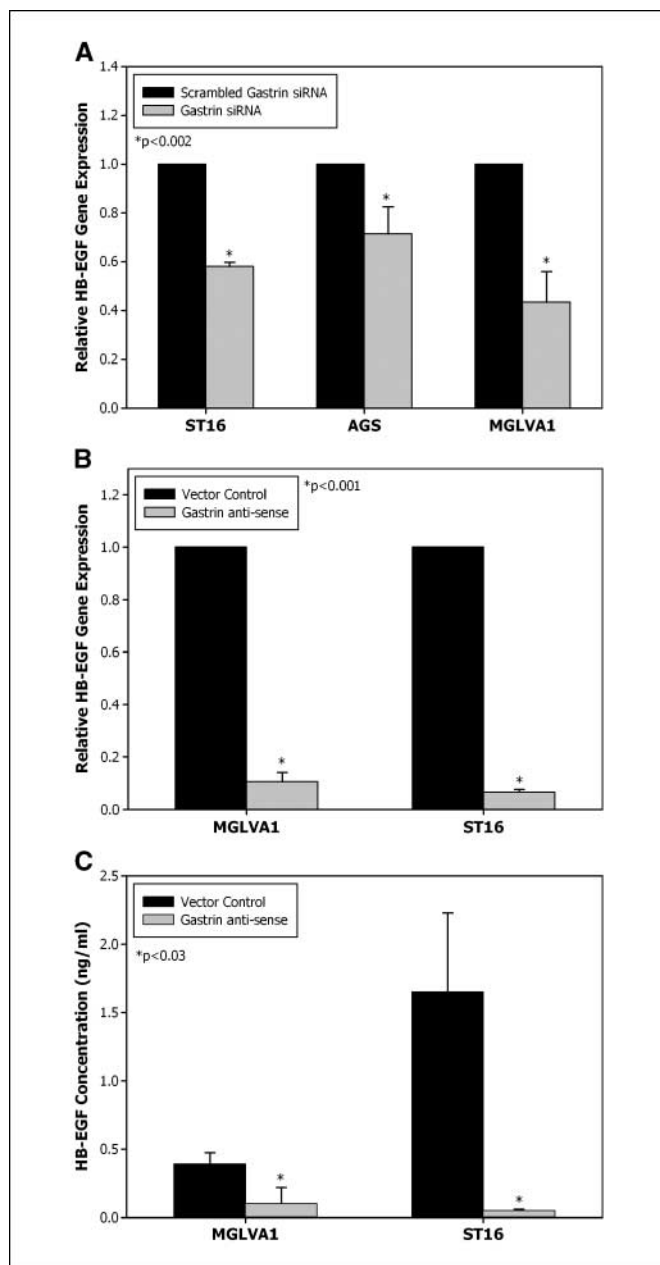 A
1.4
1.2
1.0
0.8
0.6
0.4
0.2
0.0
Relative HB-EGF Gene Expression
Scrambled Gastrin siRNA
Gastrin siRNA
*p<0.002
*
*
*
ST16 AGS MGLVA1
B
1.2
1.0
0.8
0.6
0.4
0.2
0.0
Relative HB-EGF Gene Expression
Vector Control
Gastrin anti-sense
*p<0.001
*
*
MGLVA1 ST16
C
2.5
2.0
1.5
1.0
0.5
0.0
HB-EGF Concentration (ng/ml)
Vector Control
Gastrin anti-sense
*p<0.03
*
*
MGLVA1 ST16